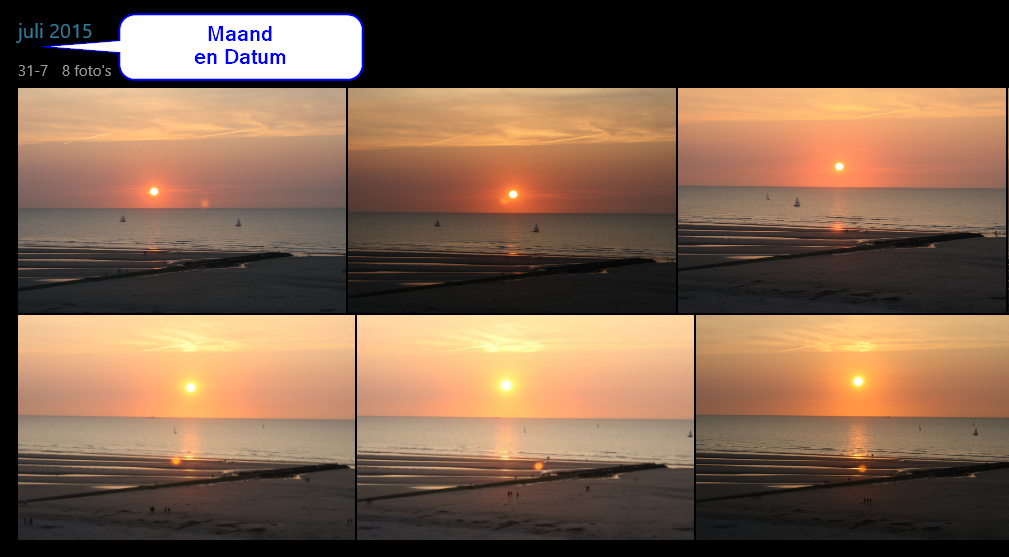 juli 2015
Maand
en Datum
31-7 8 foto's